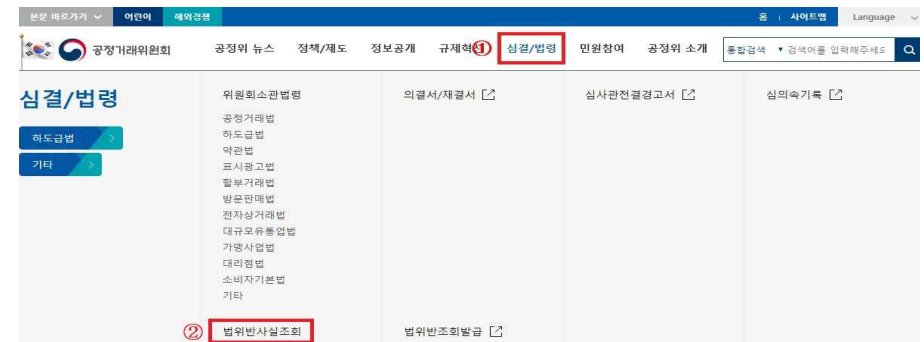 본문 바로가기 어린이 해외경쟁 홈 사이트맵 Language
공정거래위원회 공정위 뉴스 정책/제도 정보공개 규제혁 ① 심결/법령 민원참여 공정위 소개 통합검색 ▼ 검색어를 입력해주세요
심결/법령
하도급법
기타
위원회소관법령 의결서/재결서 심사관전결경고서 심의속기록
공정거래법
하도급법
약관법
표시광고법
할부거래법
방문판매법
전자상거래법
대규모유통업법
가맹사업법
대리점법
소비자기본법
기타
② 법위반사실조회 법위반조회발급